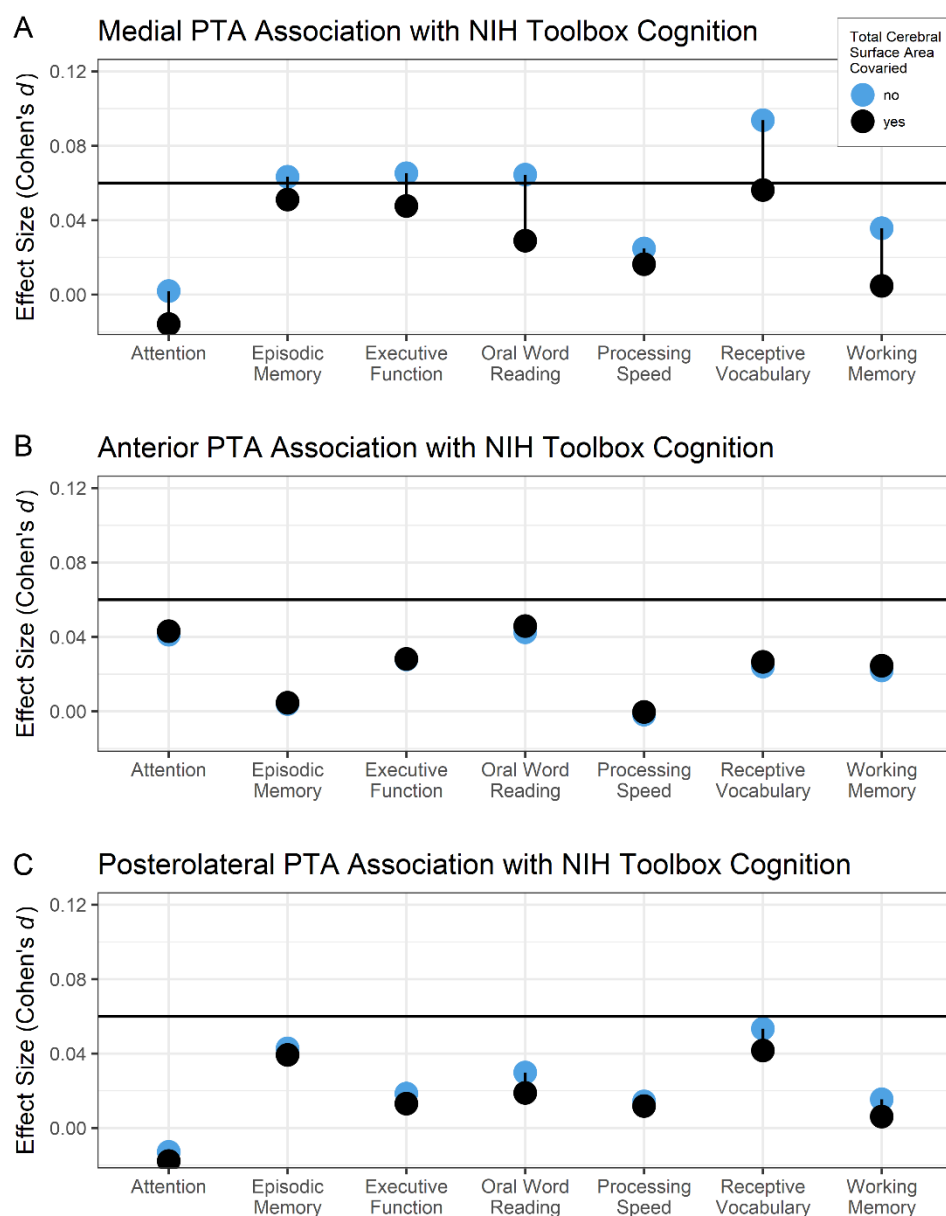 A Medial PTA Association with NIH Toolbox Cognition
Total Cerebral
Surface Area
Covaried
no
yes
Effect Size (Cohen's d)
0.12
0.08
0.04
0.00
Attention
Episodic
Memory
Executive
Function
Oral Word
Reading
Processing
Speed
Receptive
Vocabulary
Working
Memory
B Anterior PTA Association with NIH Toolbox Cognition
Effect Size (Cohen's d)
0.12
0.08
0.04
0.00
Attention
Episodic
Memory
Executive
Function
Oral Word
Reading
Processing
Speed
Receptive
Vocabulary
Working
Memory
C Posterolateral PTA Association with NIH Toolbox Cognition
Effect Size (Cohen's d)
0.12
0.08
0.04
0.00
Attention
Episodic
Memory
Executive
Function
Oral Word
Reading
Processing
Speed
Receptive
Vocabulary
Working
Memory